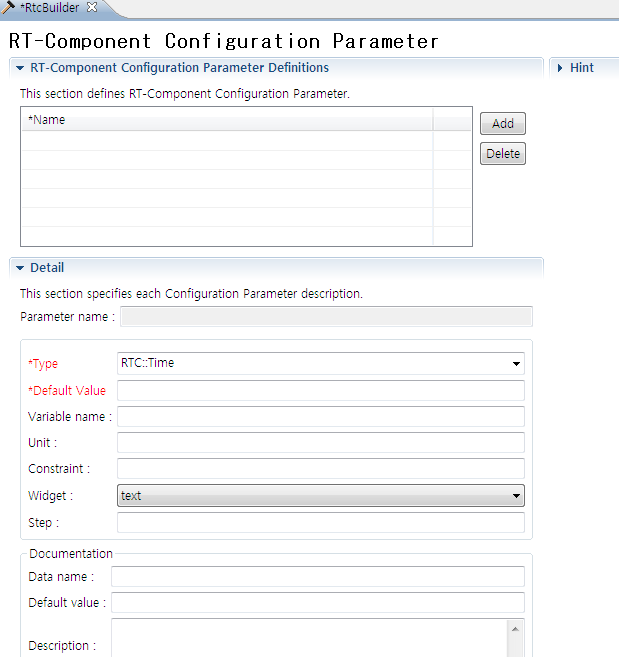 *RtcBuilder
RT-Component Configuration Parameter
RT-Component Configuration Parameter Definitions
Hint
This section defines RT-Component Configuration Parameter.
*Name
Add
Delete
Detail
This section specifies each Configuration Parameter description.
Parameter name :
*Type
RTC::Time
*Default Value
Variable name :
Unit :
Constraint :
Widget :
text
Step :
Documentation
Data name :
Default value :
Description :